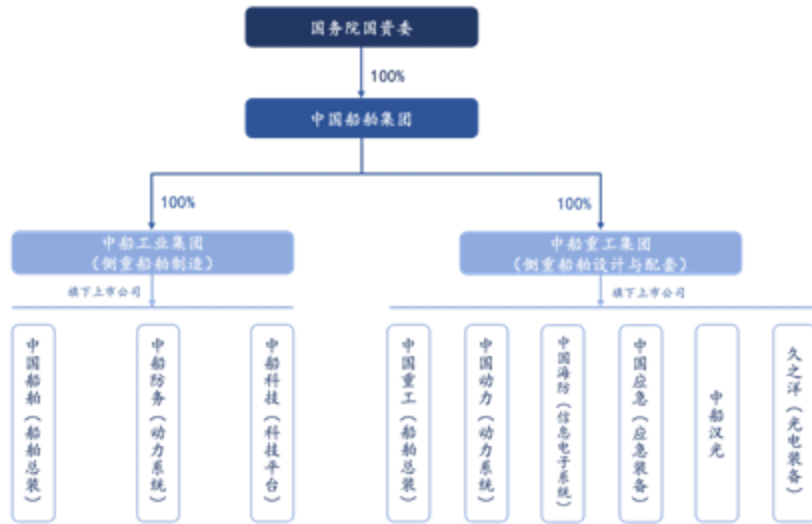 国务院国资委
100%
中国船舶集团
100%
100%
中船工业集团
（侧重船舶制造）
中船重工集团
（侧重船舶设计与配套）
旗下上市公司
旗下上市公司
中国船舶（船舶总装）
中船防务（动力系统）
中船科技（科技平台）
中国重工（船舶总装）
中国动力（动力系统）
中国海防（信息电子系统）
中国应急（应急装备）
中船汉光
久之洋（光电装备）